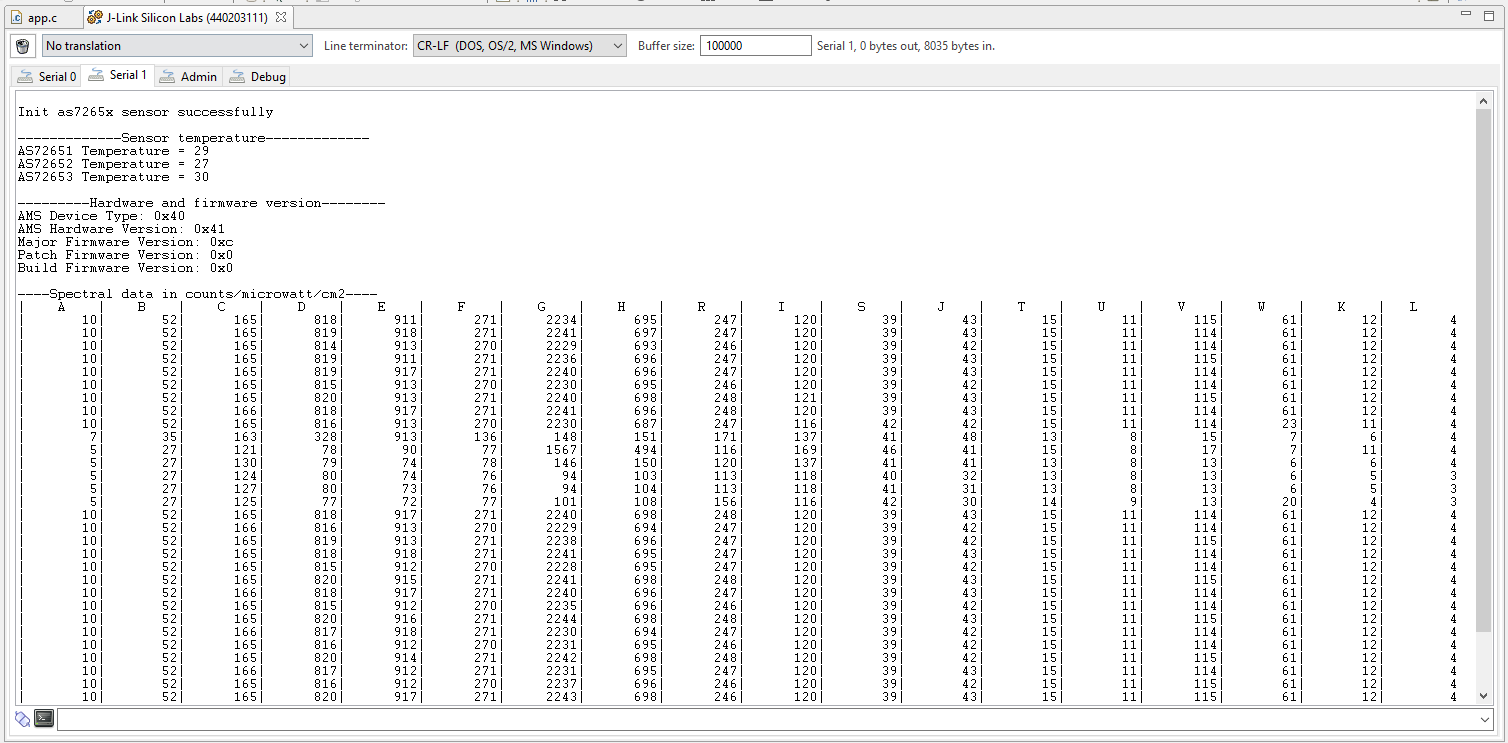 app.c J-Link Silicon Labs (440203111)
No translation Line terminator: CR-LF (DOS, OS/2, MS Windows) Buffer size: 100000 Serial 1, 0 bytes out, 8035 bytes in.
Serial 0 Serial 1 Admin Debug
Init as7265x sensor successfully
-------------Sensor temperature-------------
AS72651 Temperature = 29
AS72652 Temperature = 27
AS72653 Temperature = 30
---------Hardware and firmware version--------
AMS Device Type: 0x40
AMS Hardware Version: 0x41
Major Firmware Version: 0xc
Patch Firmware Version: 0x0
Build Firmware Version: 0x0
----Spectral data in counts/microwatt/cm2----
| A | B | C | D | E | F | G | H | R | I | S | J | T | U | V | W | K | L
| 10| 52| 165| 818| 911| 271| 2234| 695| 247| 120| 39| 43| 15| 11| 115| 61| 12| 4
| 10| 52| 165| 819| 918| 271| 2241| 697| 247| 120| 39| 43| 15| 11| 114| 61| 12| 4
| 10| 52| 165| 814| 913| 270| 2229| 693| 246| 120| 39| 42| 15| 11| 114| 61| 12| 4
| 10| 52| 165| 819| 911| 271| 2236| 696| 247| 120| 39| 43| 15| 11| 115| 61| 12| 4
| 10| 52| 165| 819| 917| 271| 2240| 696| 247| 120| 39| 43| 15| 11| 114| 61| 12| 4
| 10| 52| 165| 815| 913| 270| 2230| 695| 246| 120| 39| 42| 15| 11| 114| 61| 12| 4
| 10| 52| 165| 820| 913| 271| 2240| 698| 248| 121| 39| 43| 15| 11| 115| 61| 12| 4
| 10| 52| 166| 818| 917| 271| 2241| 696| 248| 120| 39| 43| 15| 11| 114| 61| 12| 4
| 10| 52| 165| 816| 913| 270| 2230| 687| 247| 116| 42| 42| 15| 11| 114| 23| 11| 4
| 7| 35| 163| 328| 913| 136| 148| 151| 171| 137| 41| 48| 13| 8| 15| 7| 6| 4
| 5| 27| 121| 78| 90| 77| 1567| 494| 116| 169| 46| 41| 15| 8| 17| 7| 11| 4
| 5| 27| 130| 79| 74| 78| 146| 150| 120| 137| 41| 41| 13| 8| 13| 6| 6| 4
| 5| 27| 124| 80| 74| 76| 94| 103| 113| 118| 40| 32| 13| 8| 13| 6| 5| 3
| 5| 27| 127| 80| 73| 76| 94| 104| 113| 118| 41| 31| 13| 8| 13| 6| 5| 3
| 5| 27| 125| 77| 72| 77| 101| 108| 156| 116| 42| 30| 14| 9| 13| 20| 4| 3
| 10| 52| 165| 818| 917| 271| 2240| 698| 248| 120| 39| 43| 15| 11| 114| 61| 12| 4
| 10| 52| 166| 816| 913| 270| 2229| 694| 247| 120| 39| 42| 15| 11| 114| 61| 12| 4
| 10| 52| 165| 819| 913| 271| 2238| 696| 247| 120| 39| 42| 15| 11| 115| 61| 12| 4
| 10| 52| 165| 818| 918| 271| 2241| 695| 247| 120| 39| 43| 15| 11| 114| 61| 12| 4
| 10| 52| 165| 815| 912| 270| 2228| 695| 247| 120| 39| 42| 15| 11| 114| 61| 12| 4
| 10| 52| 165| 820| 915| 271| 2241| 698| 248| 120| 39| 43| 15| 11| 115| 61| 12| 4
| 10| 52| 166| 818| 917| 271| 2240| 696| 247| 120| 39| 43| 15| 11| 114| 61| 12| 4
| 10| 52| 165| 815| 912| 270| 2235| 696| 246| 120| 39| 42| 15| 11| 114| 61| 12| 4
| 10| 52| 165| 820| 916| 271| 2244| 698| 248| 120| 39| 43| 15| 11| 115| 61| 12| 4
| 10| 52| 166| 817| 918| 271| 2230| 694| 247| 120| 39| 42| 15| 11| 114| 61| 12| 4
| 10| 52| 165| 816| 912| 270| 2231| 695| 246| 120| 39| 42| 15| 11| 114| 61| 12| 4
| 10| 52| 165| 820| 914| 271| 2242| 698| 248| 120| 39| 42| 15| 11| 115| 61| 12| 4
| 10| 52| 166| 817| 912| 271| 2231| 695| 247| 120| 39| 43| 15| 11| 114| 61| 12| 4
| 10| 52| 165| 816| 912| 270| 2237| 696| 246| 120| 39| 42| 15| 11| 115| 61| 12| 4
| 10| 52| 165| 820| 917| 271| 2243| 698| 246| 120| 39| 43| 15| 11| 115| 61| 12| 4